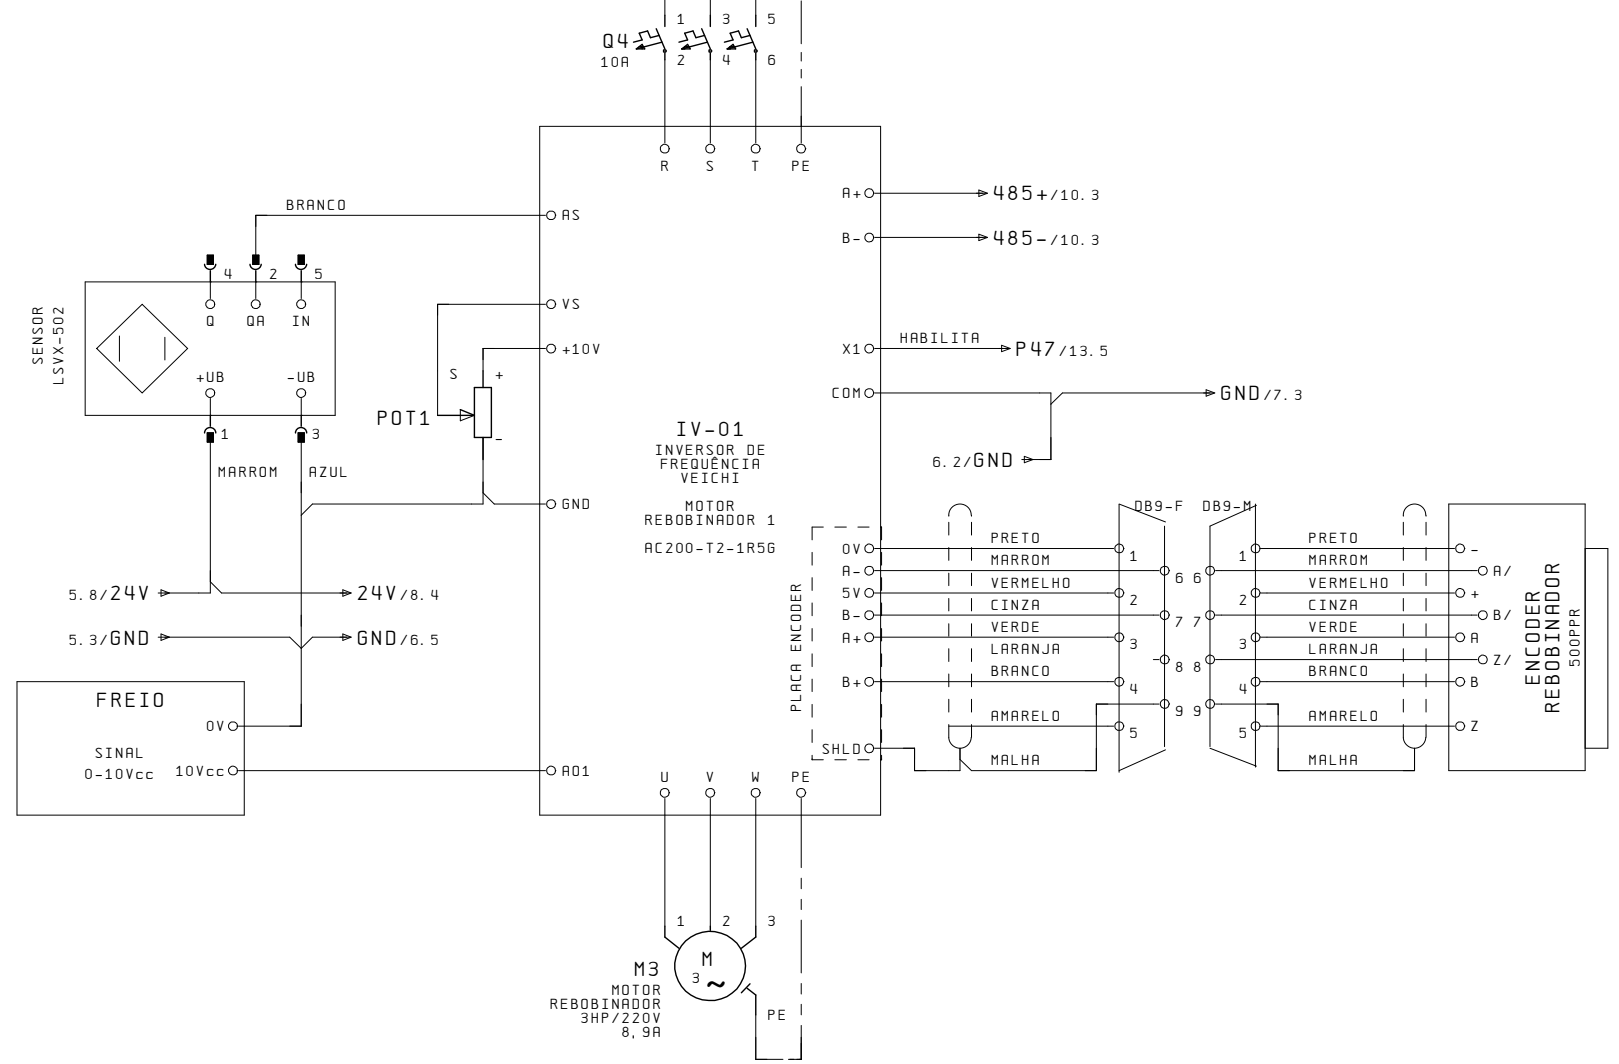 1 3 5
Q4
10A
2 4 6
R S T PE
A+ 485+/10.3
BRANCO
AS
B- 485-/10.3
4 2 5
SENSOR
LSVX-502
Q QA IN
VS
HABILITA
+10V
X1 P47/13.5
S +
+UB -UB
COM GND/7.3
POT1
-
1 3
IV-01
INVERSOR DE
FREQUÊNCIA
VEICHI
6.2/GND
MARROM AZUL
GND
MOTOR
REBOBINADOR 1
AC200-T2-1R5G
DB9-F DB9-M
PLACA ENCODER
0V PRETO 1 1 PRETO -
A- MARROM 6 6 MARROM A/
5V VERMELHO 2 2 VERMELHO +
B- CINZA 7 7 CINZA B/
A+ VERDE 3 3 VERDE A
LARANJA 8 8 LARANJA Z/
B+ BRANCO 4 4 BRANCO B
9 9
AMARELO 5 5 AMARELO Z
SHLD MALHA MALHA
ENCODER
REBOBINADOR
500PPR
5.8/24V 24V/8.4
5.3/GND GND/6.5
FREIO
0V
SINAL
0-10Vcc
10Vcc
AO1
U V W PE
1 2 3
M
3 ~
M3
MOTOR
REBOBINADOR
3HP/220V
8,9A
PE